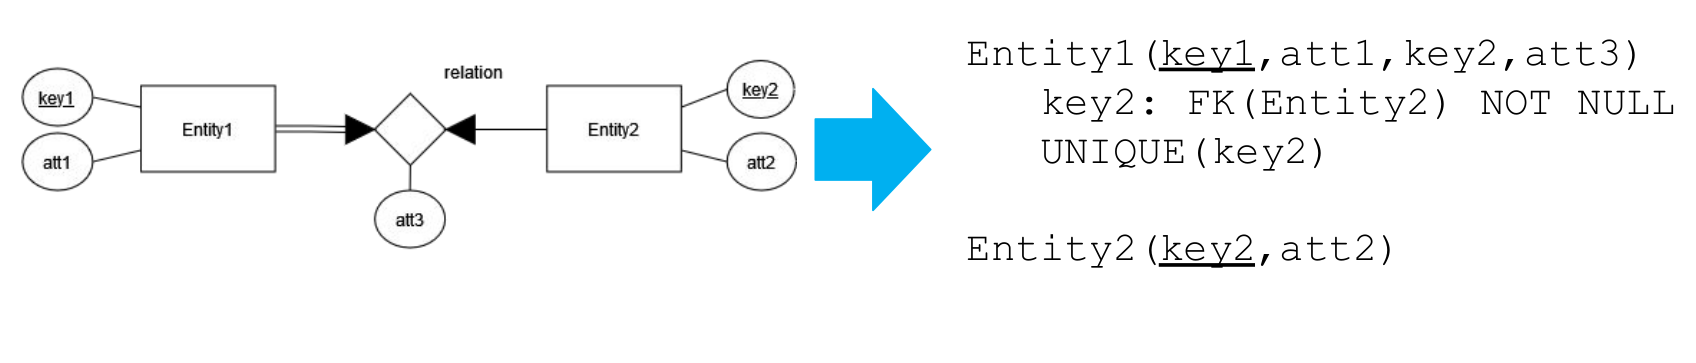 relation
key1
att1
Entity1
Entity2
key2
att2
att3
Entity1(key1,att1,key2,att3)
key2: FK(Entity2) NOT NULL
UNIQUE(key2)
Entity2(key2,att2)